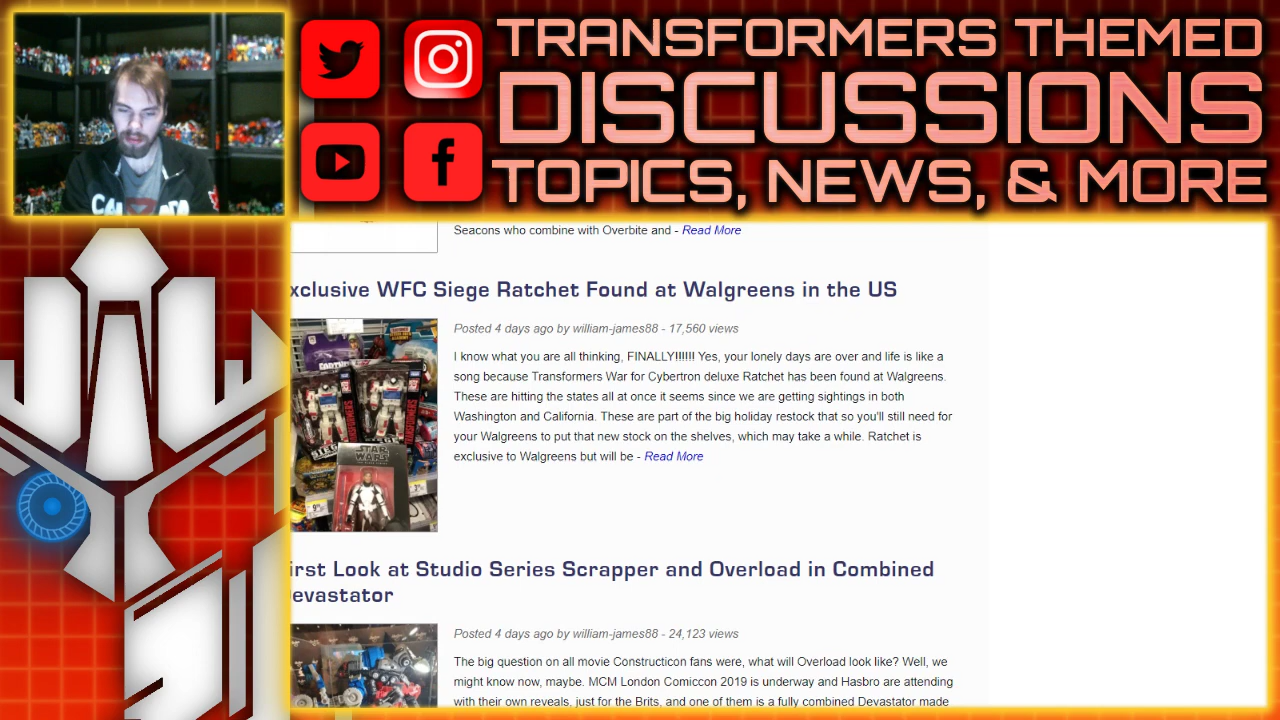 TRANSFORMERS THEMED
DISCUSSIONS
TOPICS, NEWS, & MORE
Seacons who combine with Overbite and - Read More
xclusive WFC Siege Ratchet Found at Walgreens in the US
Posted 4 days ago by william-james88 - 17,560 views
I know what you are all thinking, FINALLY!!!!!! Yes, your lonely days are over and life is like a
song because Transformers War for Cybertron deluxe Ratchet has been found at Walgreens.
These are hitting the states all at once it seems since we are getting sightings in both
Washington and California. These are part of the big holiday restock that so you'll still need for
your Walgreens to put that new stock on the shelves, which may take a while. Ratchet is
exclusive to Walgreens but will be - Read More
STAR
WARS
irst Look at Studio Series Scrapper and Overload in Combined
evastator
Posted 4 days ago by william-james88 - 24,123 views
The big question on all movie Constructicon fans were, what will Overload look like? Well, we
might know now, maybe. MCM London Comiccon 2019 is underway and Hasbro are attending
with their own reveals, just for the Brits, and one of them is a fully combined Devastator made